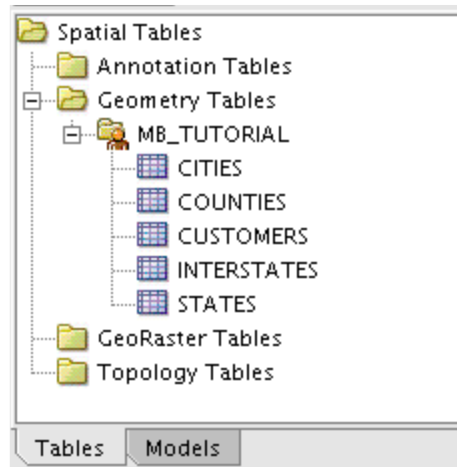 Spatial Tables
Annotation Tables
Geometry Tables
MB_TUTORIAL
CITIES
COUNTIES
CUSTOMERS
INTERSTATES
STATES
GeoRaster Tables
Topology Tables
Tables Models